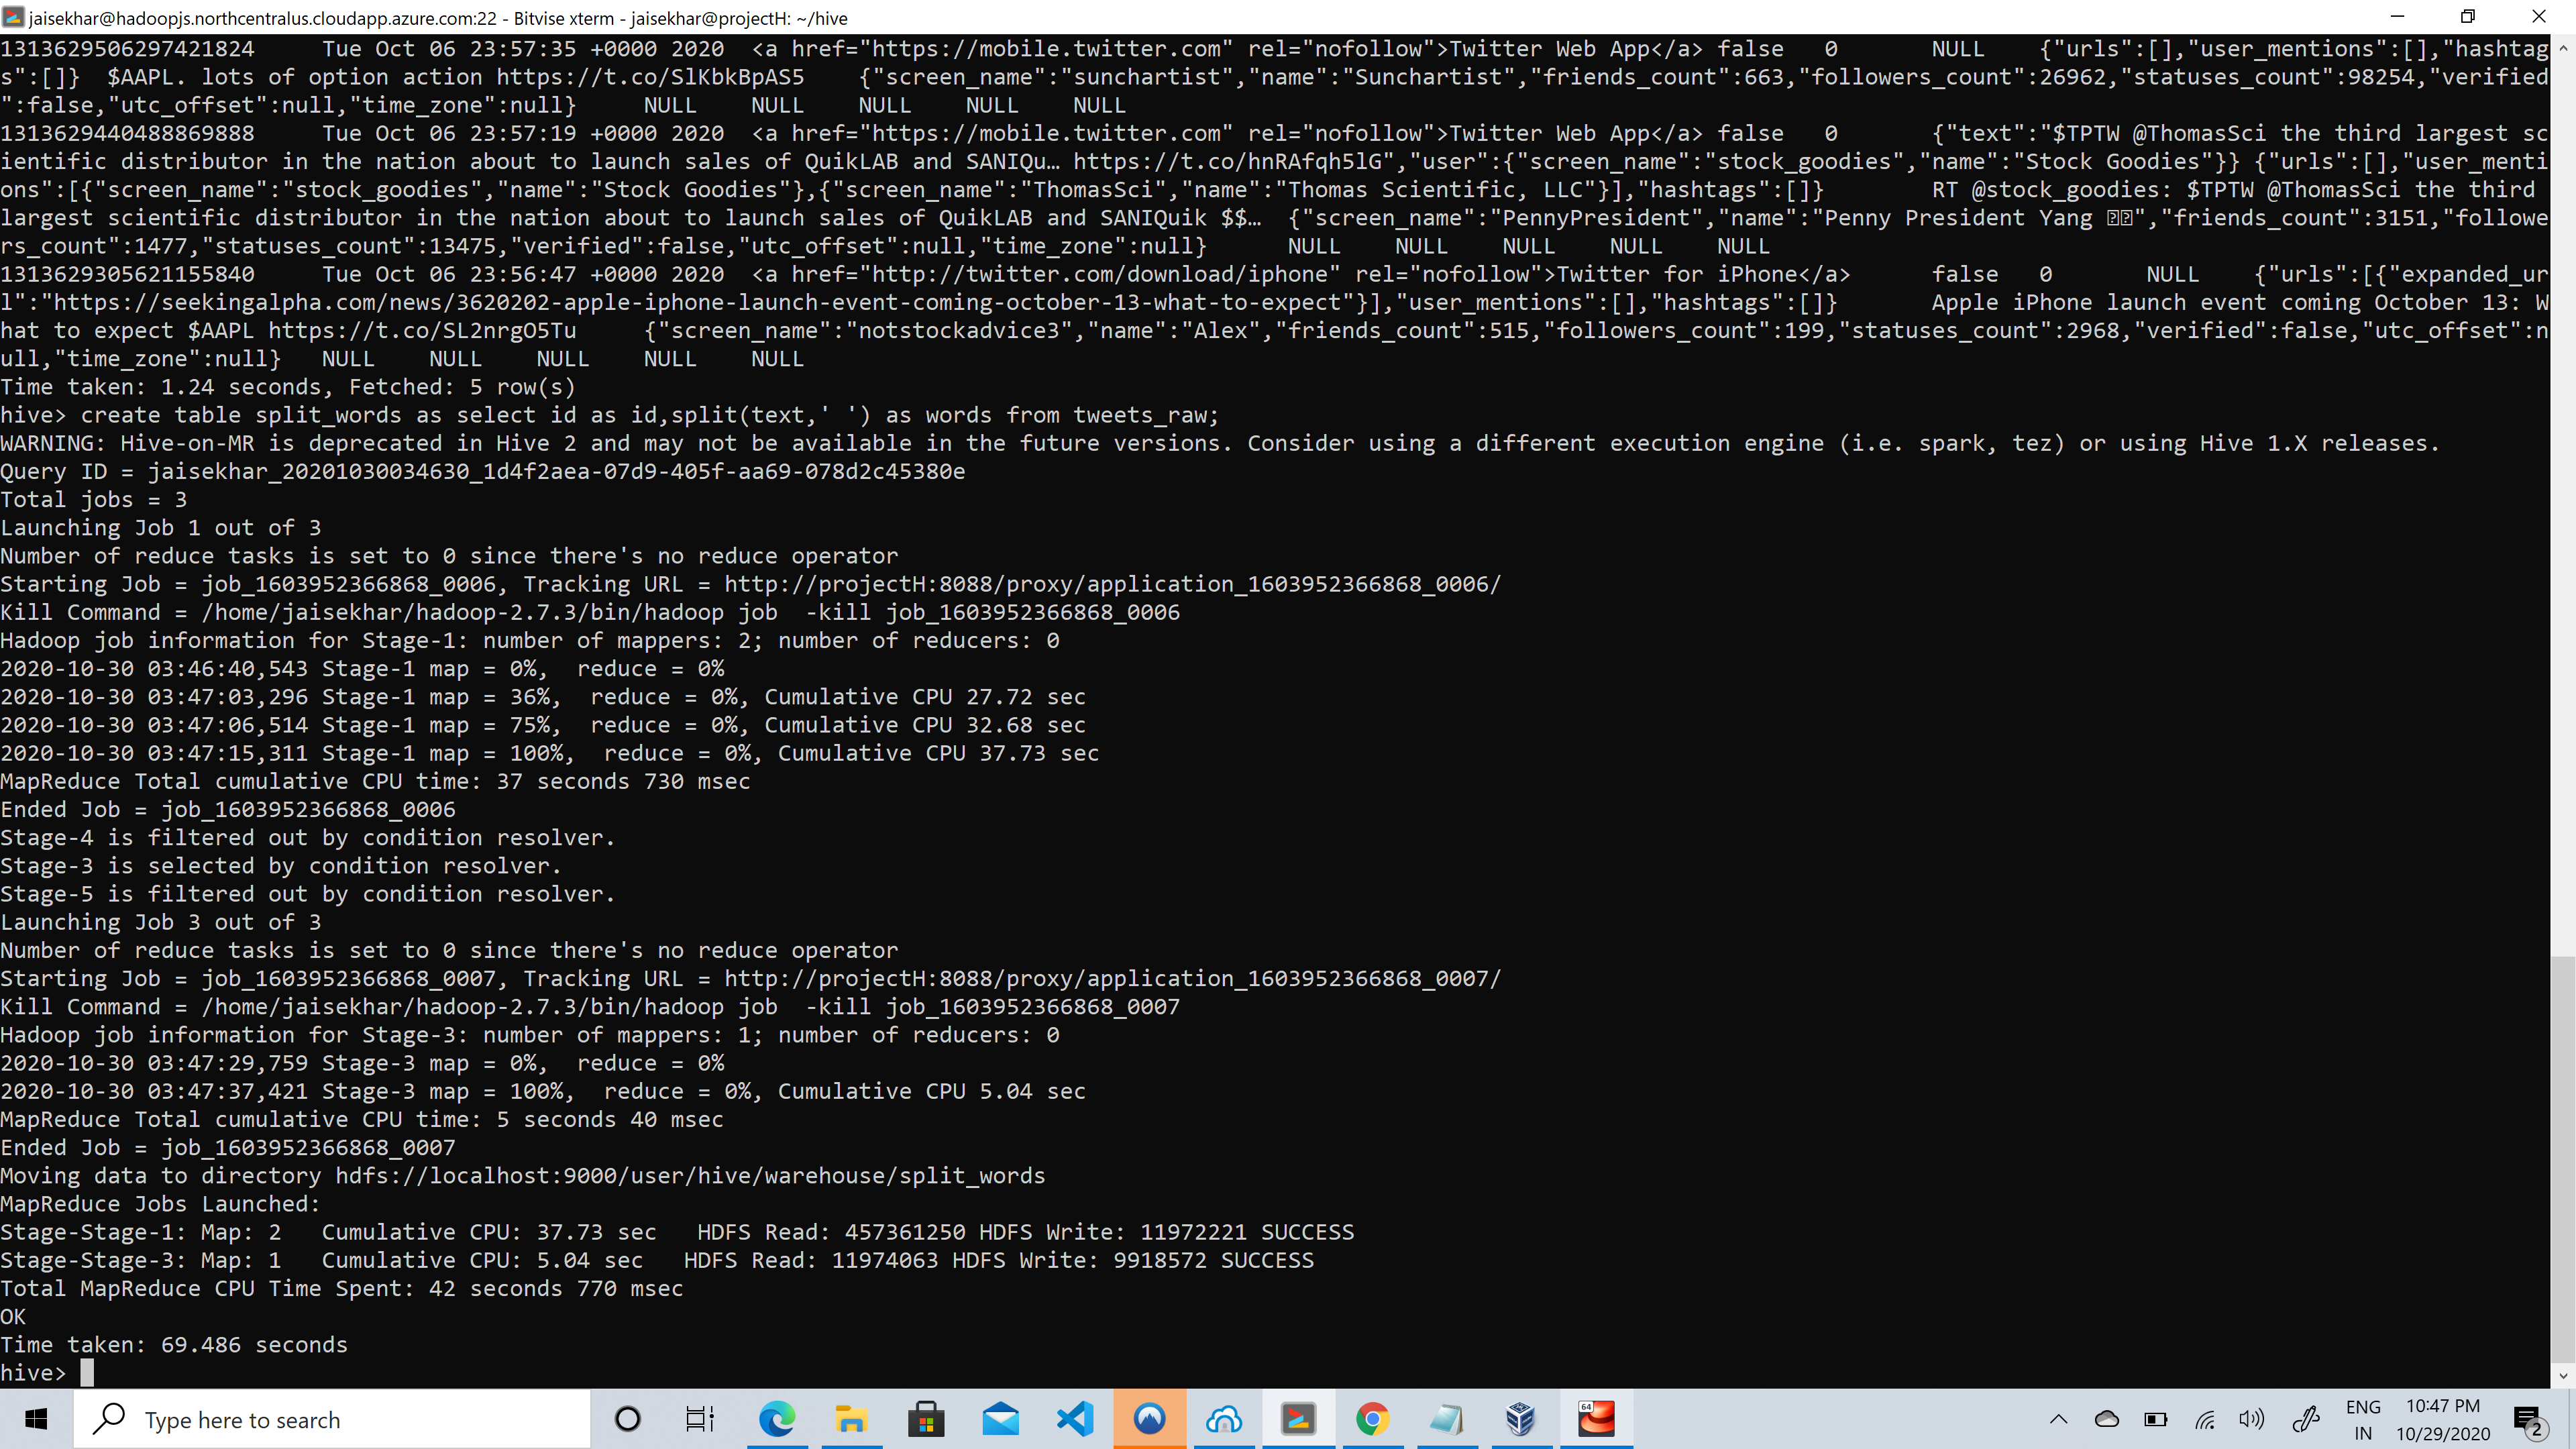 jaisekhar@hadoopjs.northcentralus.cloudapp.azure.com:22 - Bitvise xterm - jaisekhar@projectH: ~/hive
1313629506297421824     Tue Oct 06 23:57:35 +0000 2020  <a href="https://mobile.twitter.com" rel="nofollow">Twitter Web App</a> false   0       NULL    {"urls":[],"user_mentions":[],"hashtag
s":[]}  $AAPL. lots of option action https://t.co/SlKbkBpAS5    {"screen_name":"sunchartist","name":"Sunchartist","friends_count":663,"followers_count":26962,"statuses_count":98254,"verified
":false,"utc_offset":null,"time_zone":null}     NULL    NULL    NULL    NULL    NULL
1313629440488869888     Tue Oct 06 23:57:19 +0000 2020  <a href="https://mobile.twitter.com" rel="nofollow">Twitter Web App</a> false   0       {"text":"$TPTW @ThomasSci the third largest sc
ientific distributor in the nation about to launch sales of QuikLAB and SANIQu… https://t.co/hnRAfqh5lG","user":{"screen_name":"stock_goodies","name":"Stock Goodies"}} {"urls":[],"user_menti
ons":[{"screen_name":"stock_goodies","name":"Stock Goodies"},{"screen_name":"ThomasSci","name":"Thomas Scientific, LLC"}],"hashtags":[]}        RT @stock_goodies: $TPTW @ThomasSci the third
largest scientific distributor in the nation about to launch sales of QuikLAB and SANIQuik $$…  {"screen_name":"PennyPresident","name":"Penny President Yang ","friends_count":3151,"followe
rs_count":1477,"statuses_count":13475,"verified":false,"utc_offset":null,"time_zone":null}      NULL    NULL    NULL    NULL    NULL
1313629305621155840     Tue Oct 06 23:56:47 +0000 2020  <a href="http://twitter.com/download/iphone" rel="nofollow">Twitter for iPhone</a>      false   0       NULL    {"urls":[{"expanded_ur
l":"https://seekingalpha.com/news/3620202-apple-iphone-launch-event-coming-october-13-what-to-expect"}],"user_mentions":[],"hashtags":[]}       Apple iPhone launch event coming October 13: W
hat to expect $AAPL https://t.co/SL2nrgO5Tu     {"screen_name":"notstockadvice3","name":"Alex","friends_count":515,"followers_count":199,"statuses_count":2968,"verified":false,"utc_offset":n
ull,"time_zone":null}   NULL    NULL    NULL    NULL    NULL
Time taken: 1.24 seconds, Fetched: 5 row(s)
hive> create table split_words as select id as id,split(text,' ') as words from tweets_raw;
WARNING: Hive-on-MR is deprecated in Hive 2 and may not be available in the future versions. Consider using a different execution engine (i.e. spark, tez) or using Hive 1.X releases.
Query ID = jaisekhar_20201030034630_1d4f2aea-07d9-405f-aa69-078d2c45380e
Total jobs = 3
Launching Job 1 out of 3
Number of reduce tasks is set to 0 since there's no reduce operator
Starting Job = job_1603952366868_0006, Tracking URL = http://projectH:8088/proxy/application_1603952366868_0006/
Kill Command = /home/jaisekhar/hadoop-2.7.3/bin/hadoop job  -kill job_1603952366868_0006
Hadoop job information for Stage-1: number of mappers: 2; number of reducers: 0
2020-10-30 03:46:40,543 Stage-1 map = 0%,  reduce = 0%
2020-10-30 03:47:03,296 Stage-1 map = 36%,  reduce = 0%, Cumulative CPU 27.72 sec
2020-10-30 03:47:06,514 Stage-1 map = 75%,  reduce = 0%, Cumulative CPU 32.68 sec
2020-10-30 03:47:15,311 Stage-1 map = 100%,  reduce = 0%, Cumulative CPU 37.73 sec
MapReduce Total cumulative CPU time: 37 seconds 730 msec
Ended Job = job_1603952366868_0006
Stage-4 is filtered out by condition resolver.
Stage-3 is selected by condition resolver.
Stage-5 is filtered out by condition resolver.
Launching Job 3 out of 3
Number of reduce tasks is set to 0 since there's no reduce operator
Starting Job = job_1603952366868_0007, Tracking URL = http://projectH:8088/proxy/application_1603952366868_0007/
Kill Command = /home/jaisekhar/hadoop-2.7.3/bin/hadoop job  -kill job_1603952366868_0007
Hadoop job information for Stage-3: number of mappers: 1; number of reducers: 0
2020-10-30 03:47:29,759 Stage-3 map = 0%,  reduce = 0%
2020-10-30 03:47:37,421 Stage-3 map = 100%,  reduce = 0%, Cumulative CPU 5.04 sec
MapReduce Total cumulative CPU time: 5 seconds 40 msec
Ended Job = job_1603952366868_0007
Moving data to directory hdfs://localhost:9000/user/hive/warehouse/split_words
MapReduce Jobs Launched:
Stage-Stage-1: Map: 2   Cumulative CPU: 37.73 sec   HDFS Read: 457361250 HDFS Write: 11972221 SUCCESS
Stage-Stage-3: Map: 1   Cumulative CPU: 5.04 sec   HDFS Read: 11974063 HDFS Write: 9918572 SUCCESS
Total MapReduce CPU Time Spent: 42 seconds 770 msec
OK
Time taken: 69.486 seconds
hive>
Type here to search
64
ENG
IN
10:47 PM
10/29/2020
2